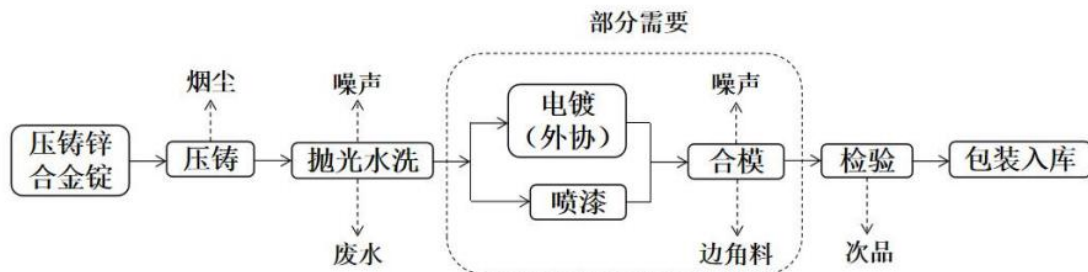 部分需要
烟尘
噪声
噪声
压铸锌
合金锭
压铸
抛光水洗
电镀
（外协）
喷漆
合模
检验
包装入库
废水
边角料
次品